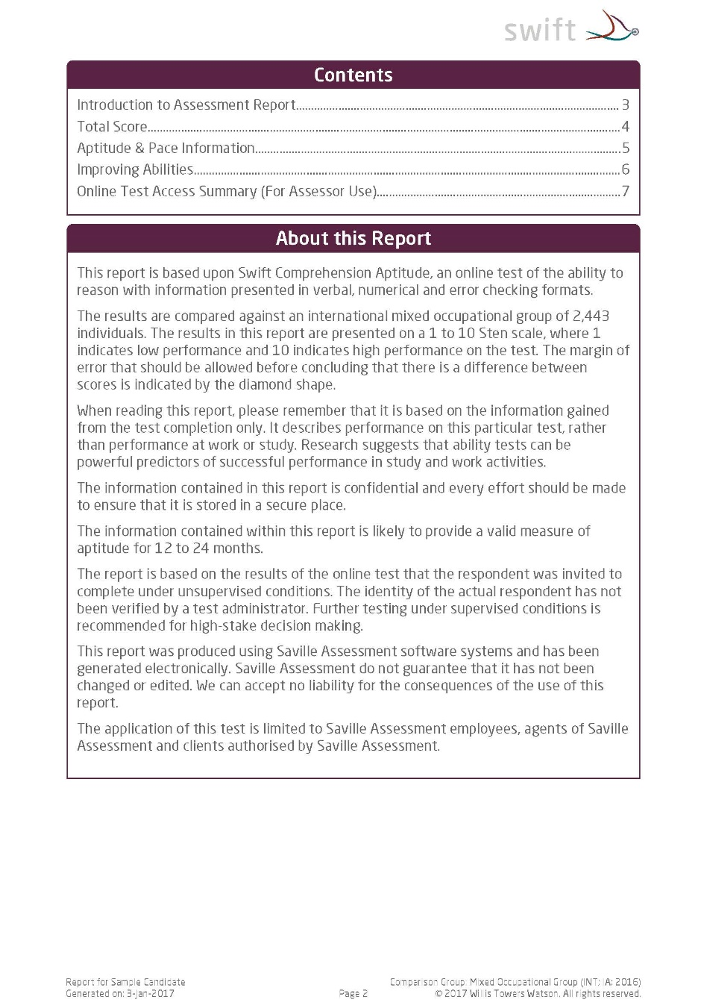 swift
Contents
Introduction to Assessment Report.......................................................................................................... 3
Total Score..........................................................................................................................................................4
Aptitude & Pace Information.......................................................................................................................5
Improving Abilities...........................................................................................................................................6
Online Test Access Summary (For Assessor Use)................................................................................7
About this Report
This report is based upon Swift Comprehension Aptitude, an online test of the ability to
reason with information presented in verbal, numerical and error checking formats.
The results are compared against an international mixed occupational group of 2,443
individuals. The results in this report are presented on a 1 to 10 Sten scale, where 1
indicates low performance and 10 indicates high performance on the test. The margin of
error that should be allowed before concluding that there is a difference between
scores is indicated by the diamond shape.
When reading this report, please remember that it is based on the information gained
from the test completion only. It describes performance on this particular test, rather
than performance at work or study. Research suggests that ability tests can be
powerful predictors of successful performance in study and work activities.
The information contained in this report is confidential and every effort should be made
to ensure that it is stored in a secure place.
The information contained within this report is likely to provide a valid measure of
aptitude for 12 to 24 months.
The report is based on the results of the online test that the respondent was invited to
complete under unsupervised conditions. The identity of the actual respondent has not
been verified by a test administrator. Further testing under supervised conditions is
recommended for high-stake decision making.
This report was produced using Saville Assessment software systems and has been
generated electronically. Saville Assessment do not guarantee that it has not been
changed or edited. We can accept no liability for the consequences of the use of this
report.
The application of this test is limited to Saville Assessment employees, agents of Saville
Assessment and clients authorised by Saville Assessment.
Report for Sample Candidate
Comparison Group: Mixed Occupational Group (INT; IA; 2016)
Generated on: 3-Jan-2017
Page 2
© 2017 Willis Towers Watson. All rights reserved.